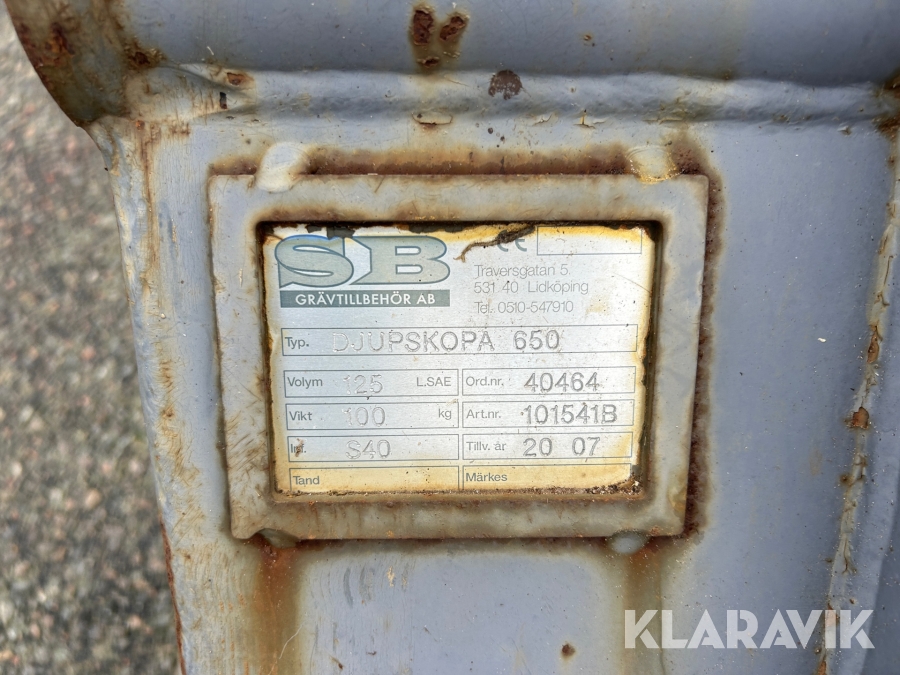 SB
GRÄVTILLBEHÖR AB
CE
Traversgatan 5
531 40 Lidköping
Tel. 0510-547910
Typ. DJUPSKOPA 650
Volym 125 L.SAE Ord.nr. 40464
Vikt 100 kg Art.nr. 101541B
S40 Tillv. år 20 07
Tand Märkes
KLARAVIK